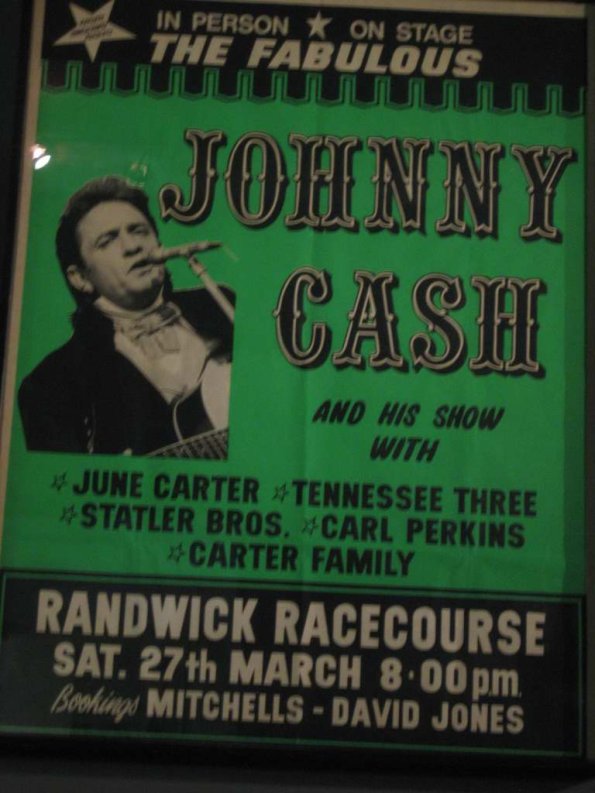 IN PERSON ★ ON STAGE
THE FABULOUS
JOHNNY
CASH
AND HIS SHOW
WITH
☆JUNE CARTER ☆TENNESSEE THREE
☆STATLER BROS. ☆CARL PERKINS
☆CARTER FAMILY
RANDWICK RACECOURSE
SAT. 27th MARCH 8·00pm.
Bookings MITCHELLS - DAVID JONES